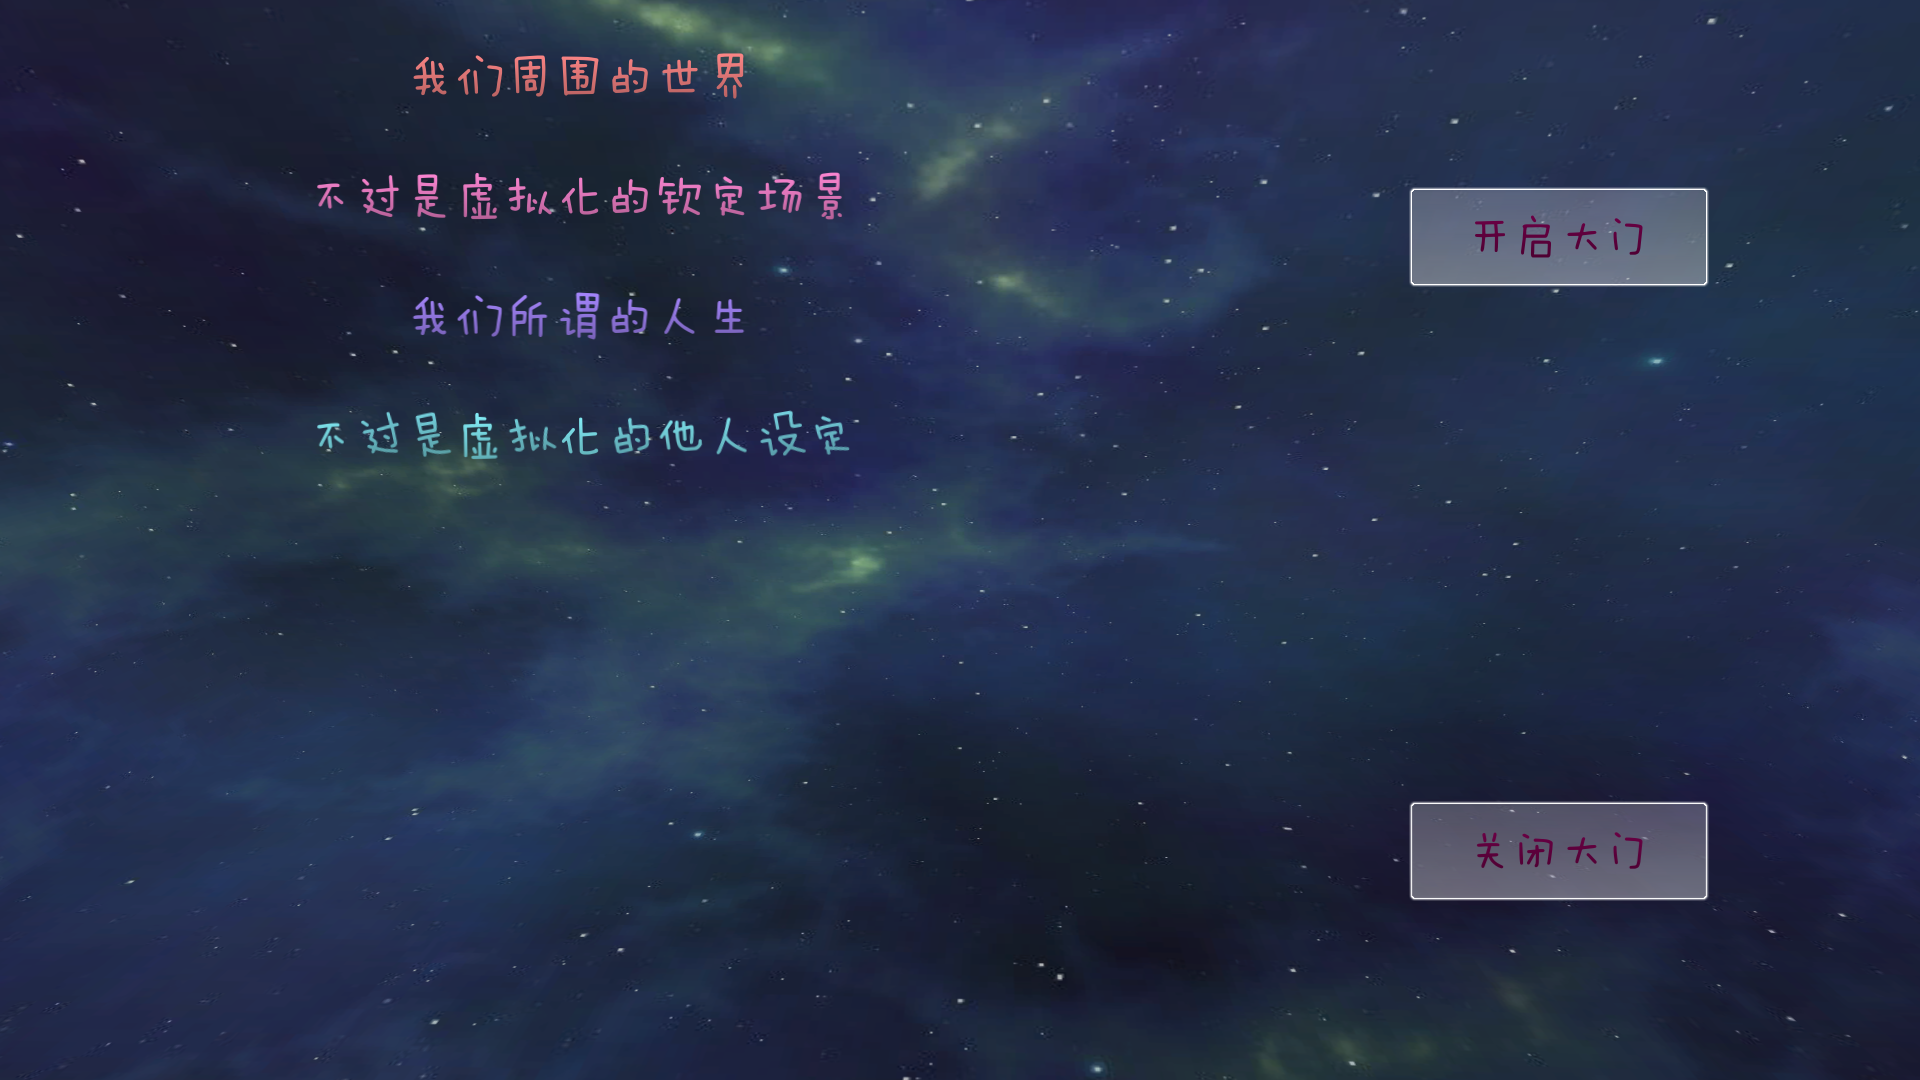 我们周围的世界
不过是虚拟化的钦定场景
我们所谓的人生
不过是虚拟化的他人设定
开启大门
关闭大门